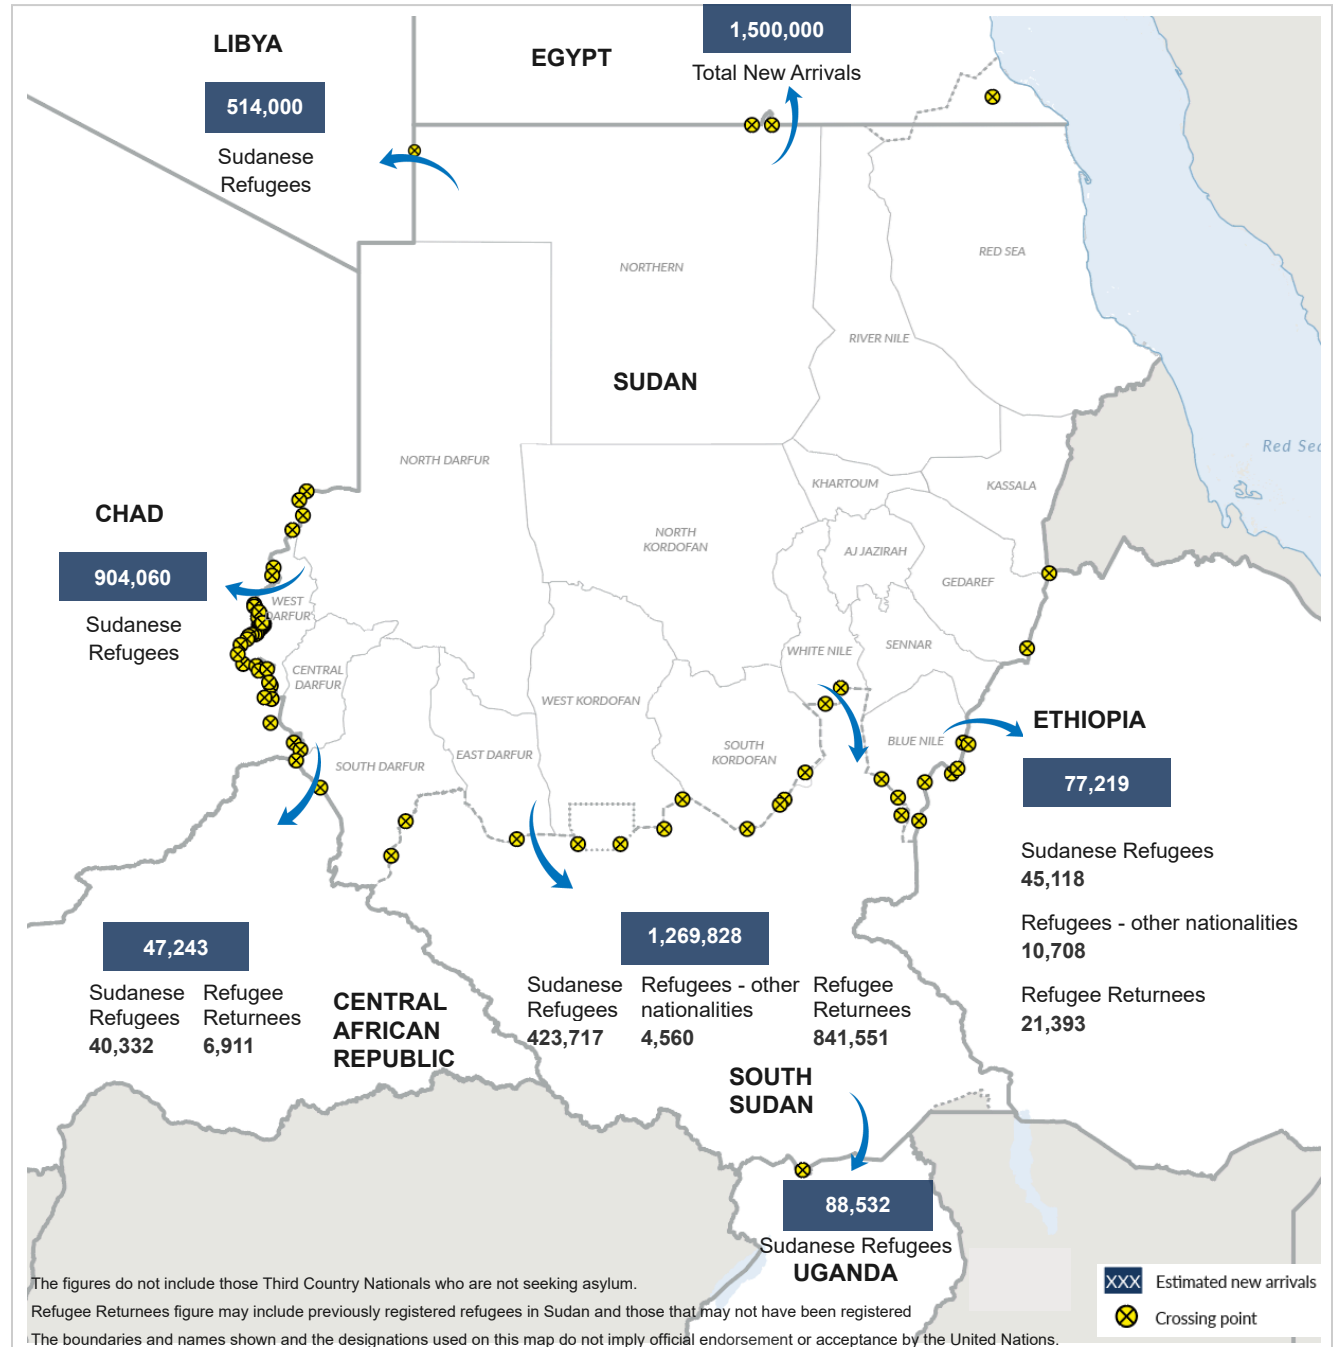 LIBYA
514,000
Sudanese
Refugees
EGYPT
1,500,000
Total New Arrivals
NORTHERN
RED SEA
RIVER NILE
SUDAN
Red Sea
NORTH DARFUR
KHARTOUM
KASSALA
CHAD
904,060
Sudanese
Refugees
NORTH
KORDOFAN
AJ JAZIRAH
GEDAREF
WEST
DARFUR
CENTRAL
DARFUR
WHITE NILE
SENNAR
WEST KORDOFAN
SOUTH
KORDOFAN
BLUE NILE
EAST DARFUR
SOUTH DARFUR
ETHIOPIA
77,219
Sudanese Refugees
45,118
Refugees - other nationalities
10,708
Refugee Returnees
21,393
47,243
Sudanese Refugee
Refugees Returnees
40,332 6,911
CENTRAL
AFRICAN
REPUBLIC
1,269,828
Sudanese Refugees - other Refugee
Refugees nationalities Returnees
423,717 4,560 841,551
SOUTH
SUDAN
88,532
Sudanese Refugees
UGANDA
The figures do not include those Third Country Nationals who are not seeking asylum.
Refugee Returnees figure may include previously registered refugees in Sudan and those that may not have been registered
The boundaries and names shown and the designations used on this map do not imply official endorsement or acceptance by the United Nations.
XXX Estimated new arrivals
Crossing point